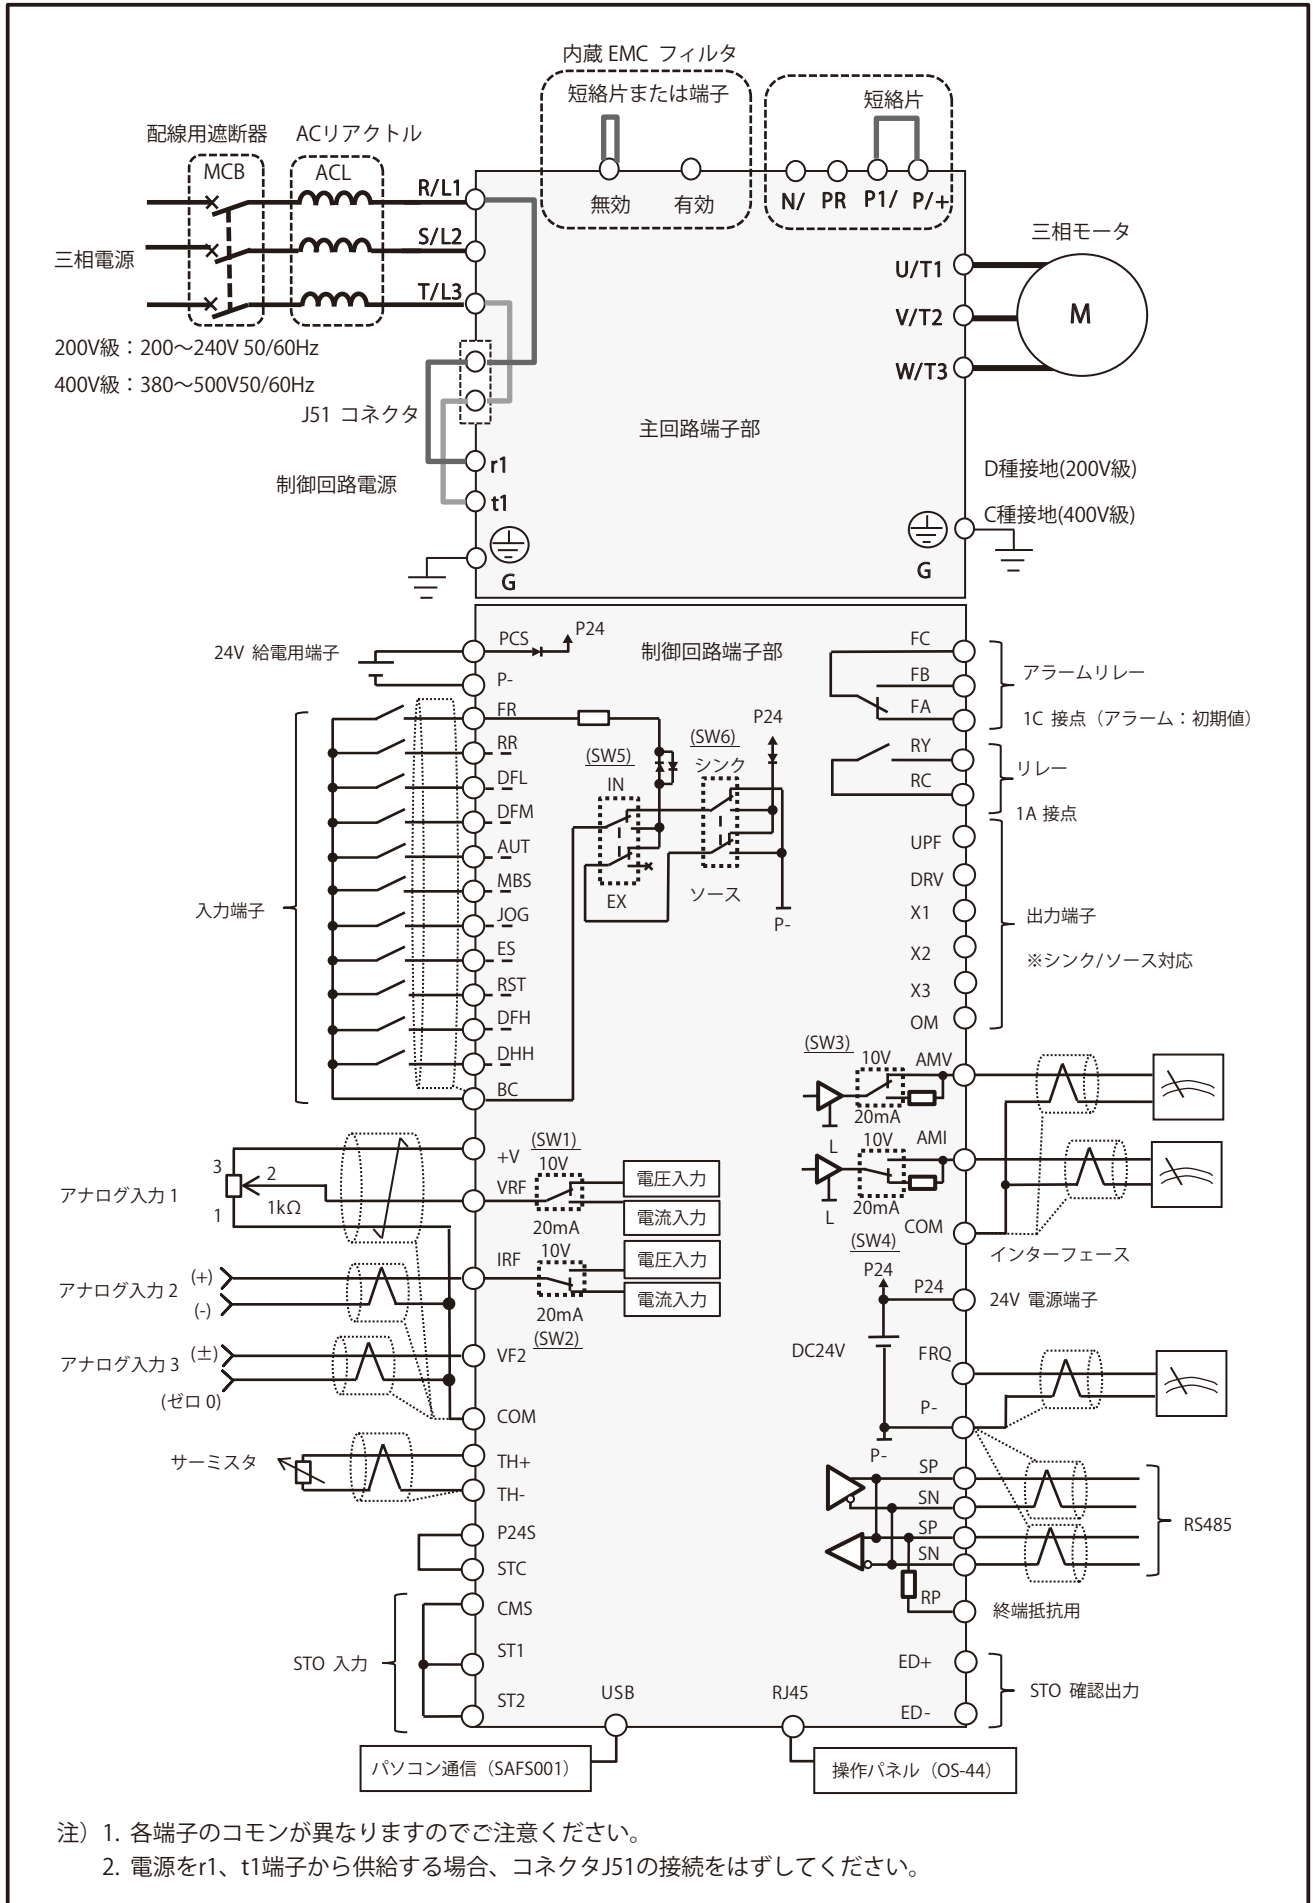 内蔵 EMC フィルタ
短絡片または端子
短絡片
配線用遮断器
ACリアクトル
MCB
ACL
無効
有効
N/
PR
P1/
P/+
R/L1
S/L2
T/L3
三相電源
200V級：200～240V 50/60Hz
400V級：380～500V50/60Hz
J51 コネクタ
制御回路電源
r1
t1
G
主回路端子部
三相モータ
U/T1
V/T2
W/T3
M
D種接地(200V級)
C種接地(400V級)
G
24V 給電用端子
PCS
P24
P-
制御回路端子部
入力端子
FR
RR
DFL
DFM
AUT
MBS
JOG
ES
RST
DFH
DHH
BC
(SW5)
IN
EX
(SW6)
シンク
ソース
P24
P-
FC
FB
FA
アラームリレー
1C 接点（アラーム：初期値）
RY
RC
リレー
1A 接点
UPF
DRV
X1
X2
X3
OM
出力端子
※シンク/ソース対応
(SW3)
10V
AMV
20mA
L
10V
AMI
20mA
L
COM
(SW4)
インターフェース
アナログ入力 1
3
2
1kΩ
1
+V
VRF
(SW1)
10V
20mA
電圧入力
電流入力
アナログ入力 2
(+)
(-)
IRF
10V
20mA
(SW2)
電圧入力
電流入力
アナログ入力 3
(±)
(ゼロ 0)
VF2
COM
サーミスタ
TH+
TH-
P24S
STC
STO 入力
CMS
ST1
ST2
P24
P24
24V 電源端子
DC24V
FRQ
P-
P-
SP
SN
SP
SN
RS485
RP
終端抵抗用
ED+
ED-
STO 確認出力
USB
RJ45
パソコン通信（SAFS001）
操作パネル（OS-44）
注）1. 各端子のコモンが異なりますのでご注意ください。
2. 電源をr1、t1端子から供給する場合、コネクタJ51の接続をはずしてください。